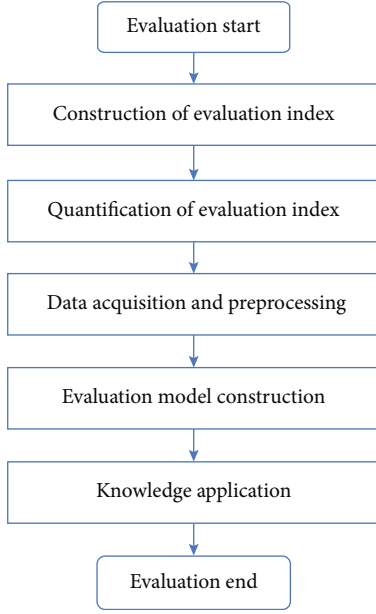 Evaluation start
Construction of evaluation index
Quantification of evaluation index
Data acquisition and preprocessing
Evaluation model construction
Knowledge application
Evaluation end